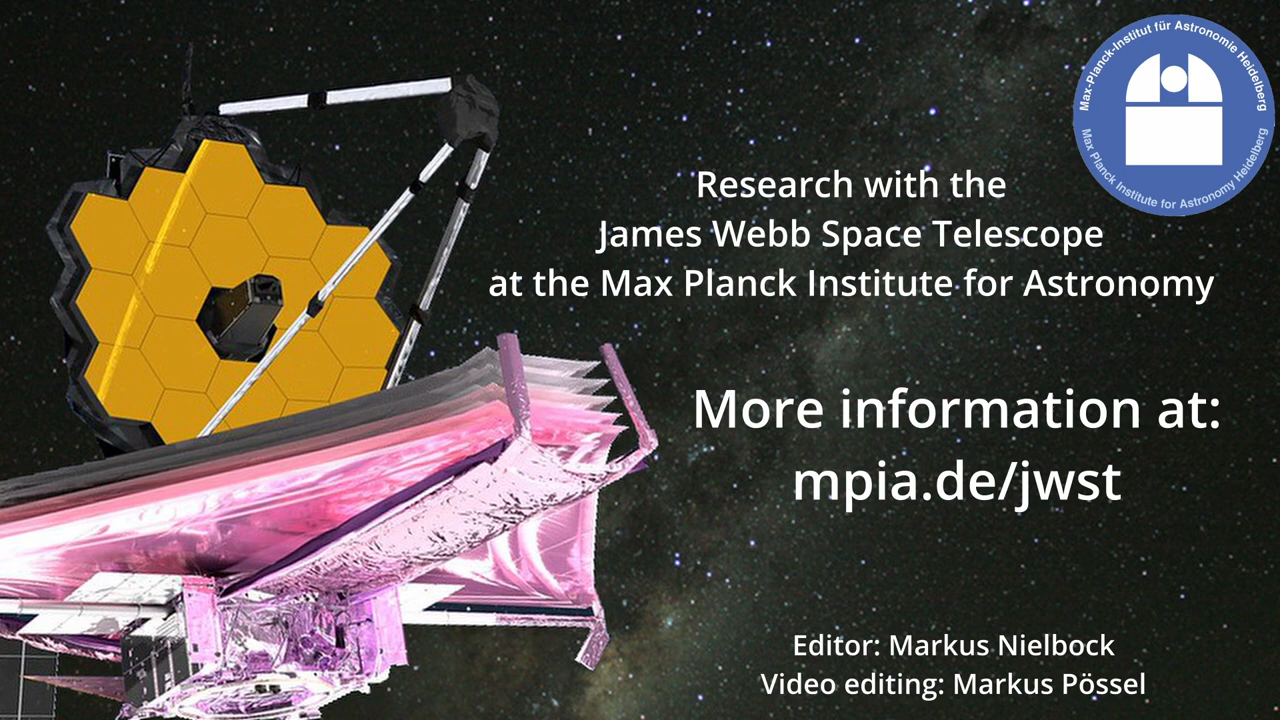 Max-Planck-Institut für Astronomie Heidelberg
Max Planck Institute for Astronomy Heidelberg
Research with the
James Webb Space Telescope
at the Max Planck Institute for Astronomy
More information at:
mpia.de/jwst
Editor: Markus Nielbock
Video editing: Markus Pössel